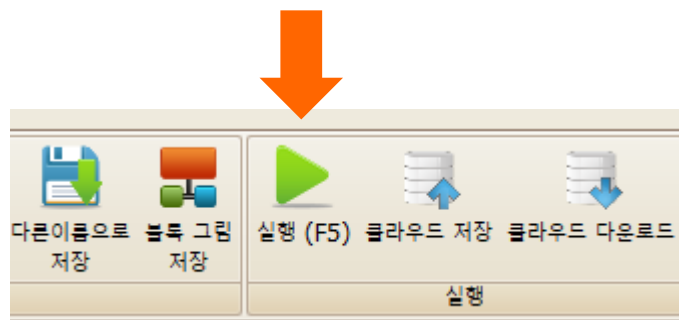 다른이름으로
저장
블록 그림
저장
실행 (F5)
클라우드 저장
클라우드 다운로드
실행